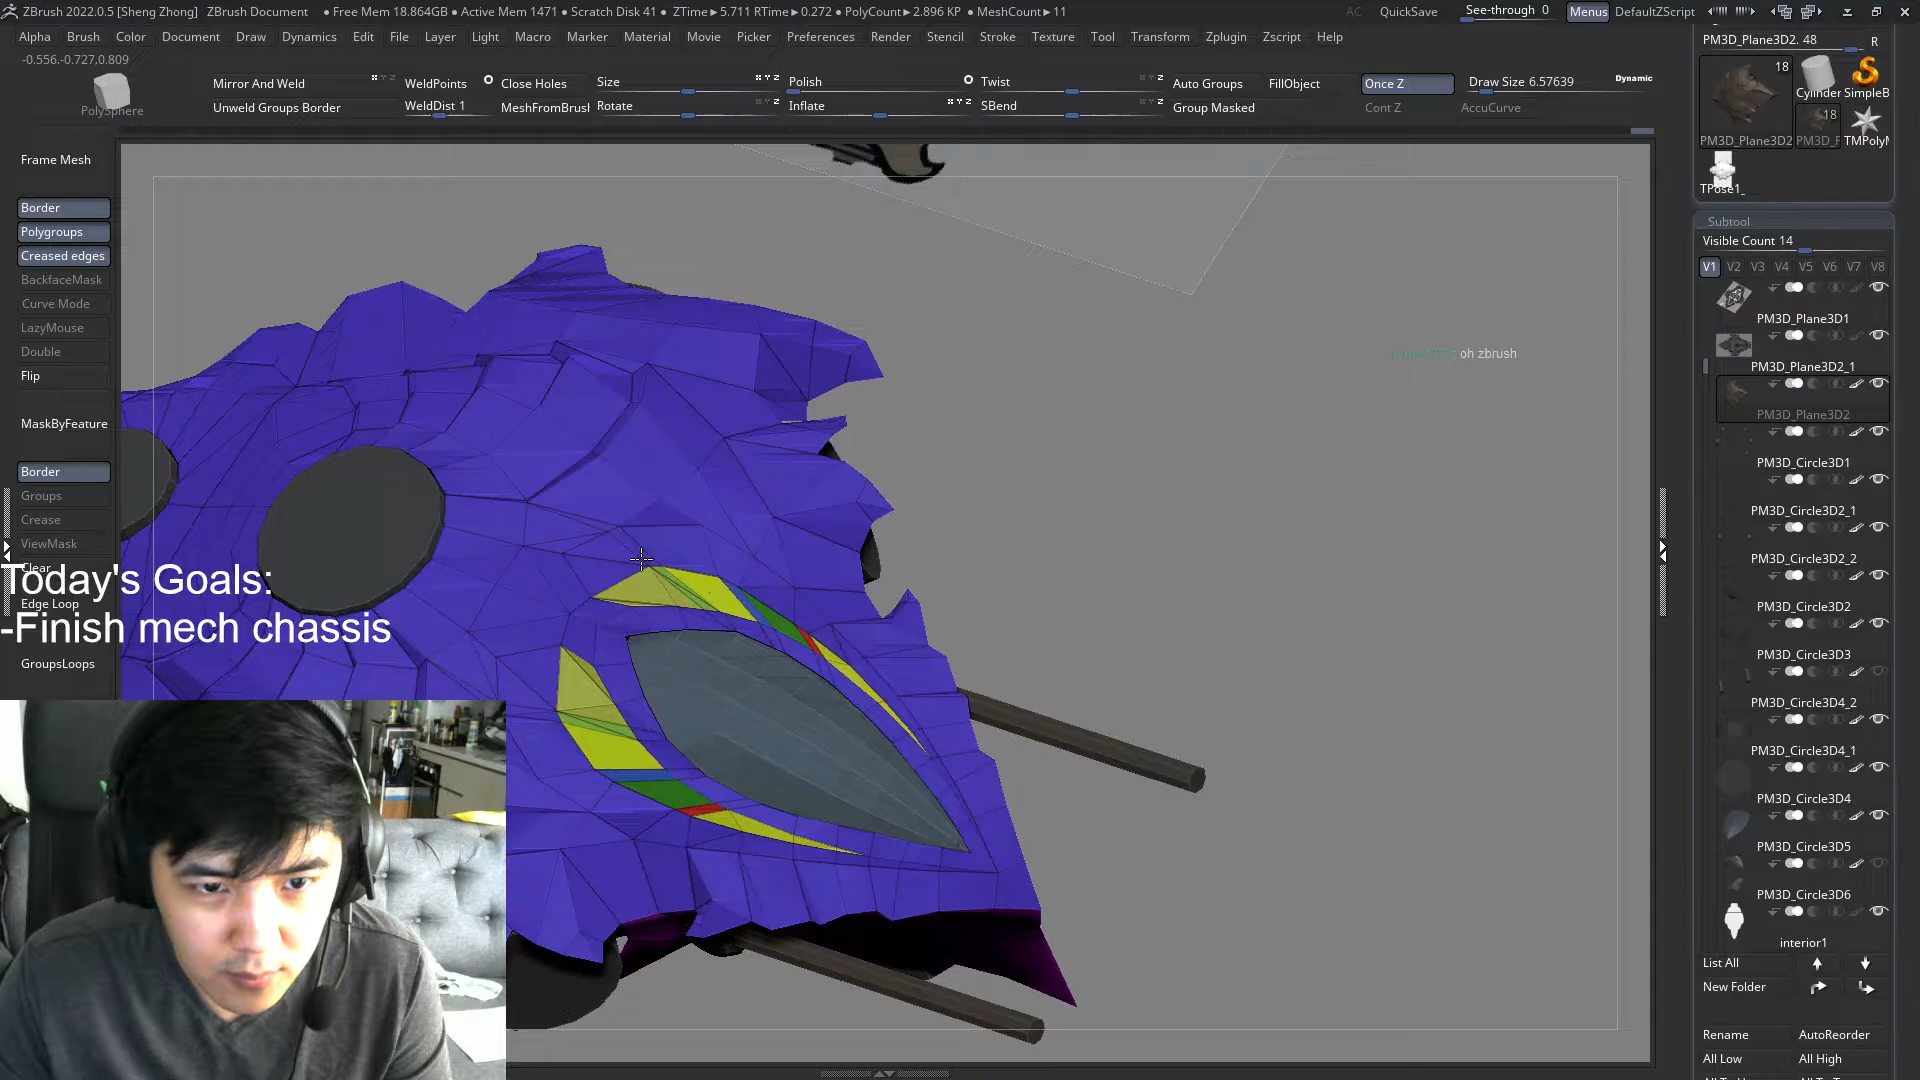 ZBrush 2022.0.5 [Sheng Zhong] ZBrush Document • Free Mem 18.864GB • Active Mem 1471 • Scratch Disk 41 • ZTime▸5.711 RTime▸0.272 • PolyCount▸2.896 KP • MeshCount▸11
AC QuickSave See-through 0 Menus DefaultZScript
Alpha Brush Color Document Draw Dynamics Edit File Layer Light Macro Marker Material Movie Picker Preferences Render Stencil Stroke Texture Tool Transform Zplugin Zscript Help
-0.556.-0.727,0.809
PolySphere
Mirror And Weld WeldPoints Close Holes Size Polish Twist Auto Groups FillObject Once Z Draw Size 6.57639 Dynamic
Unweld Groups Border WeldDist 1 MeshFromBrush Rotate Inflate SBend Group Masked Cont Z AccuCurve
Frame Mesh
Border
Polygroups
Creased edges
BackfaceMask
Curve Mode
LazyMouse
Double
Flip
MaskByFeature
Border
Groups
Crease
ViewMask
Clear
Today's Goals:
Edge Loop
-Finish mech chassis
GroupsLoops
: oh zbrush
PM3D_Plane3D2. 48 R
18
Cylinder SimpleB
18
PM3D_Plane3D2 PM3D_F TMPolyM
TPose1_
Subtool
Visible Count 14
V1 V2 V3 V4 V5 V6 V7 V8
PM3D_Plane3D1
PM3D_Plane3D2_1
PM3D_Plane3D2
PM3D_Circle3D1
PM3D_Circle3D2_1
PM3D_Circle3D2_2
PM3D_Circle3D2
PM3D_Circle3D3
PM3D_Circle3D4_2
PM3D_Circle3D4_1
PM3D_Circle3D4
PM3D_Circle3D5
PM3D_Circle3D6
interior1
List All
New Folder
Rename AutoReorder
All Low All High